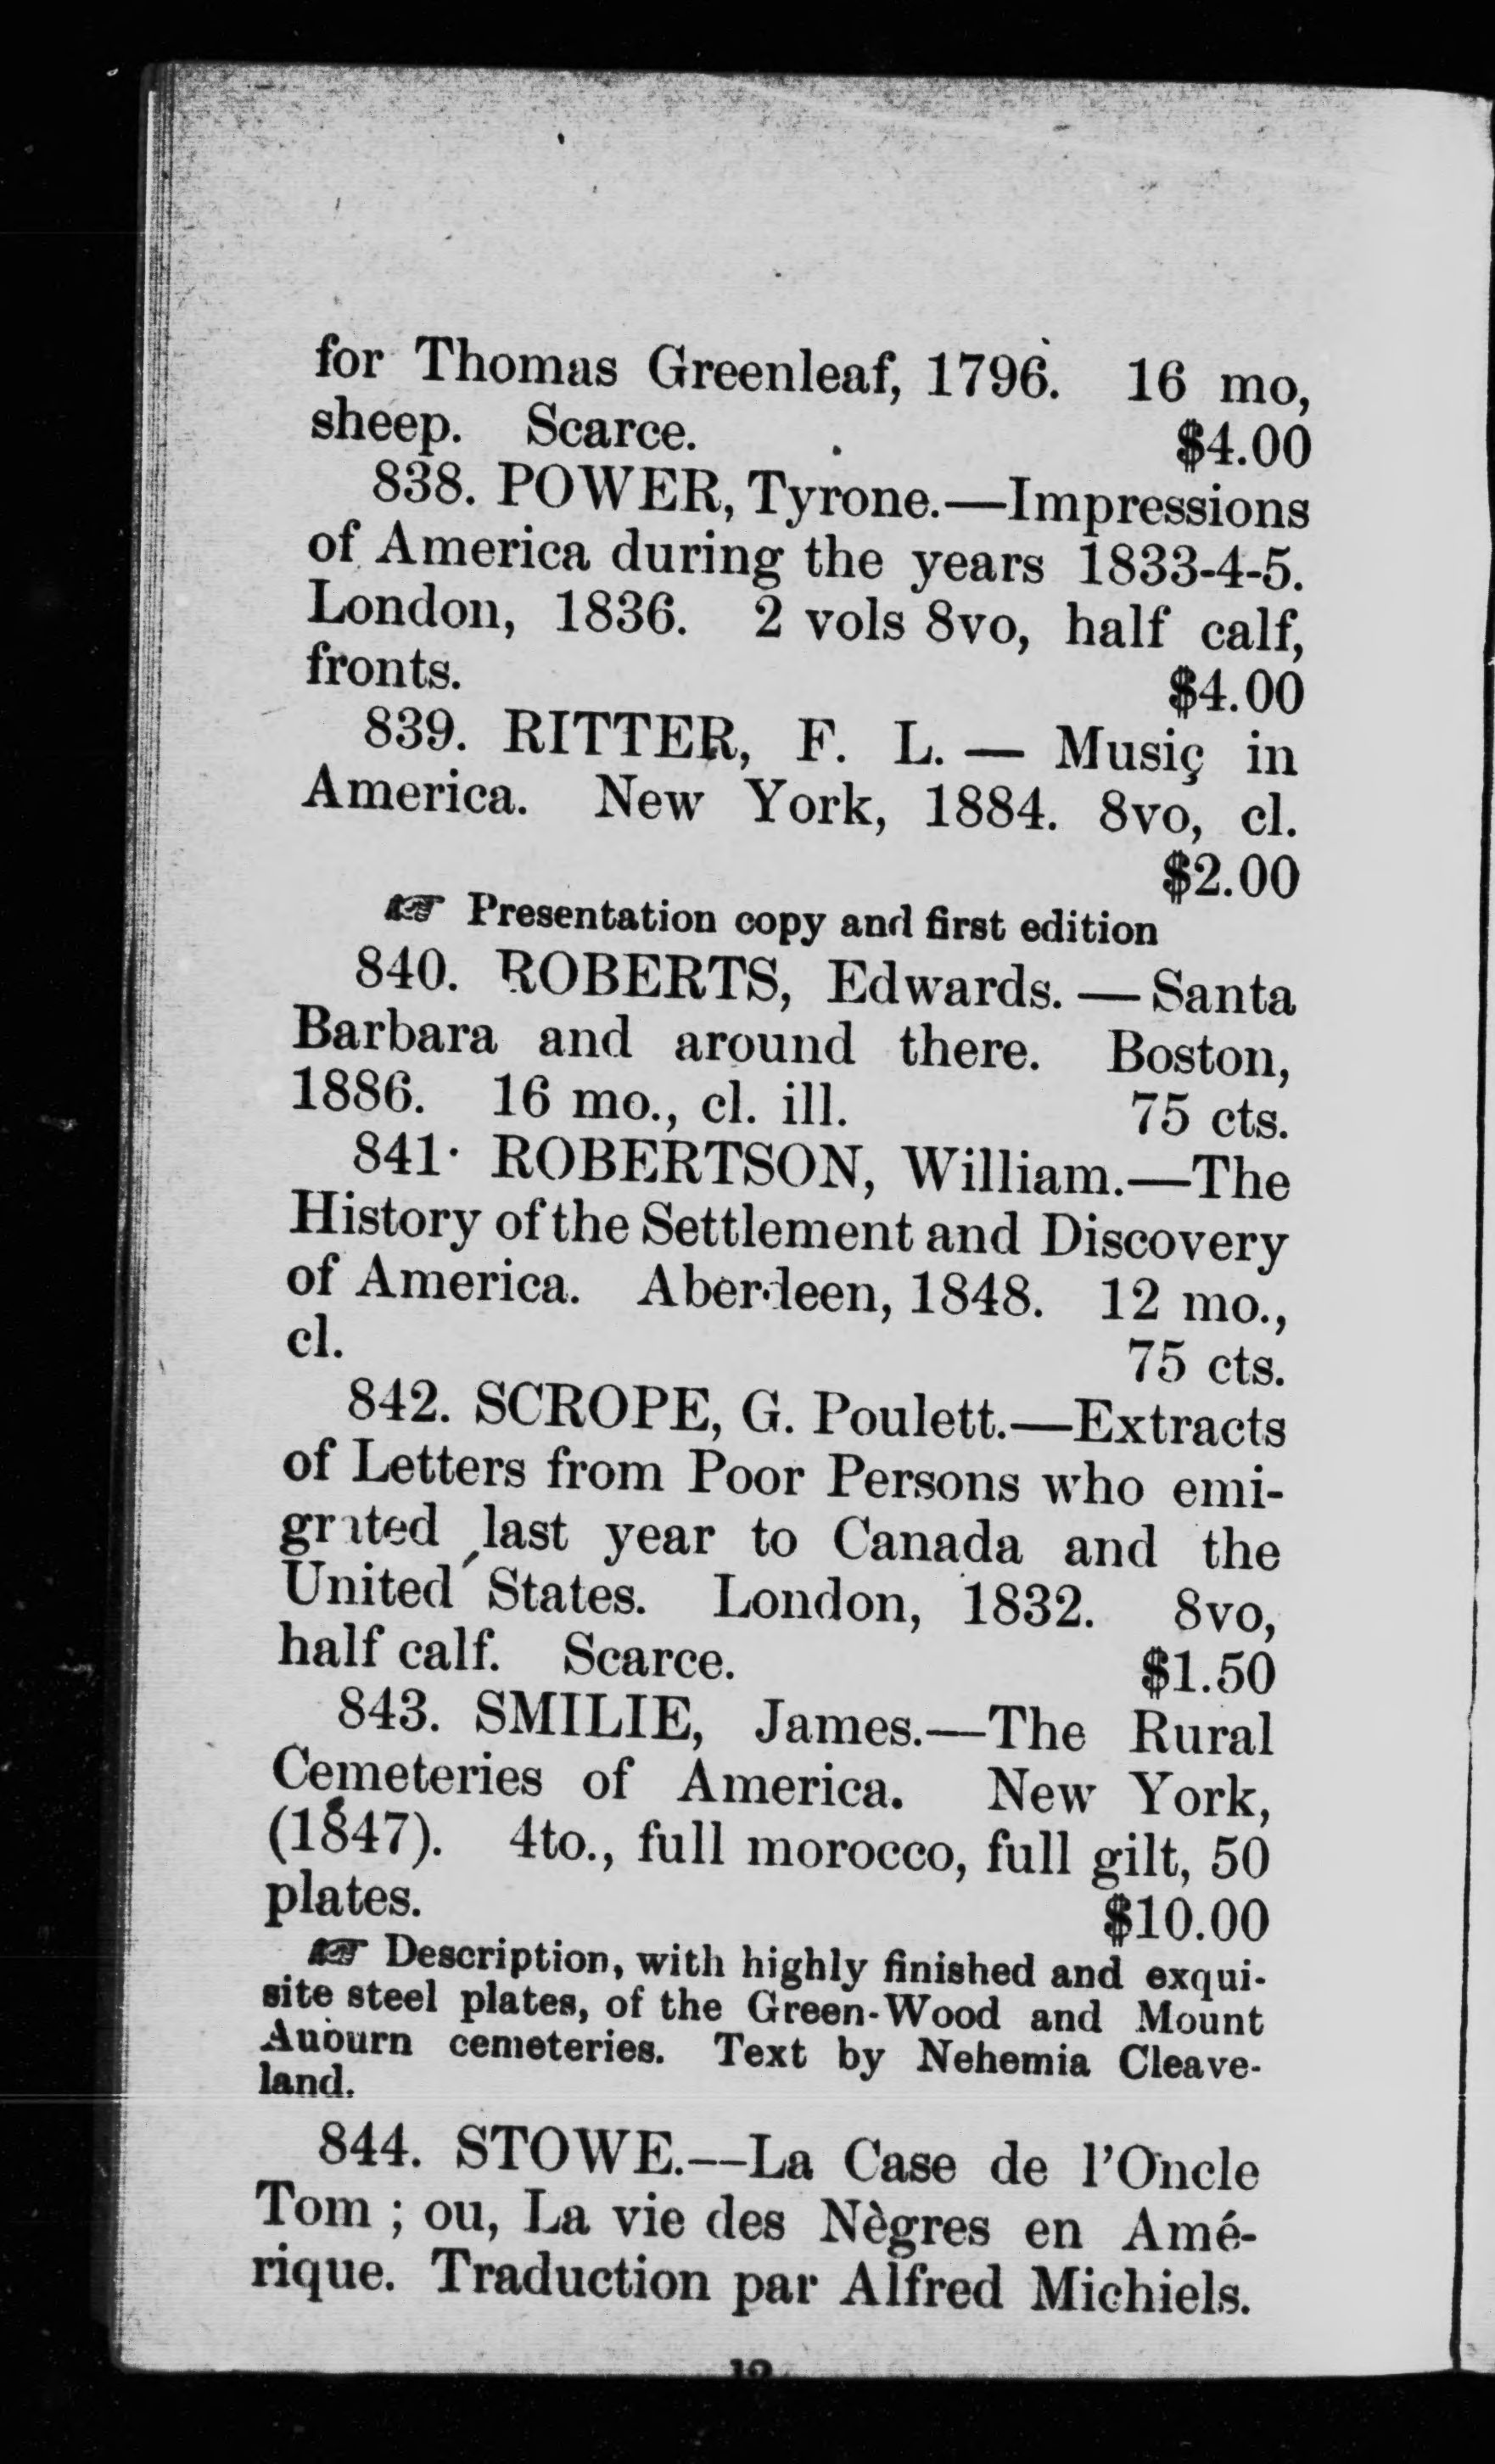 for Thomas Greenleaf, 1796. 16 mo,
sheep. Scarce. $4.00
838. POWER, Tyrone.—Impressions
of America during the years 1833-4-5.
London, 1836. 2 vols 8vo, half calf,
fronts. $4.00
839. RITTER, F. L. — Music in
America. New York, 1884. 8vo, cl.
$2.00
☞ Presentation copy and first edition
840. ROBERTS, Edwards. — Santa
Barbara and around there. Boston,
1886. 16 mo., cl. ill. 75 cts.
841· ROBERTSON, William.—The
History of the Settlement and Discovery
of America. Aberdeen, 1848. 12 mo.,
cl. 75 cts.
842. SCROPE, G. Poulett.—Extracts
of Letters from Poor Persons who emi-
grated last year to Canada and the
United States. London, 1832. 8vo,
half calf. Scarce. $1.50
843. SMILIE, James.—The Rural
Cemeteries of America. New York,
(1847). 4to., full morocco, full gilt, 50
plates. $10.00
☞ Description, with highly finished and exqui-
site steel plates, of the Green-Wood and Mount
Auburn cemeteries. Text by Nehemia Cleave-
land.
844. STOWE.--La Case de l'Oncle
Tom ; ou, La vie des Nègres en Amé-
rique. Traduction par Alfred Michiels.